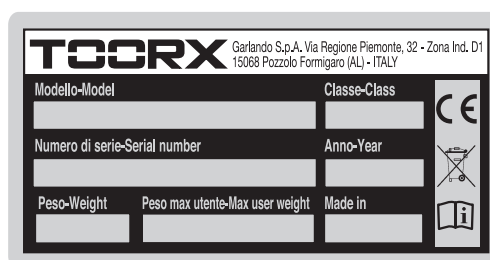 TOORX
Garlando S.p.A. Via Regione Piemonte, 32 - Zona Ind. D1
15068 Pozzolo Formigaro (AL) - ITALY
Modello-Model
Classe-Class
CE
Numero di serie-Serial number
Anno-Year
Peso-Weight
Peso max utente-Max user weight
Made in
i